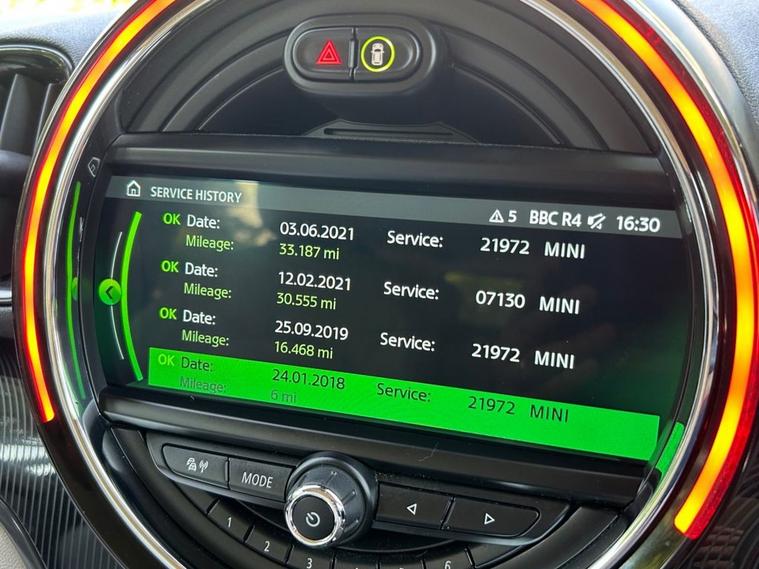 SERVICE HISTORY
5 BBC R4 16:30
OK Date: 03.06.2021 Service: 21972 MINI
Mileage: 33.187 mi
OK Date: 12.02.2021 Service: 07130 MINI
Mileage: 30.555 mi
OK Date: 25.09.2019 Service: 21972 MINI
Mileage: 16.468 mi
OK Date: 24.01.2018 Service: 21972 MINI
Mileage: 6 mi
MODE
1 2 3 6